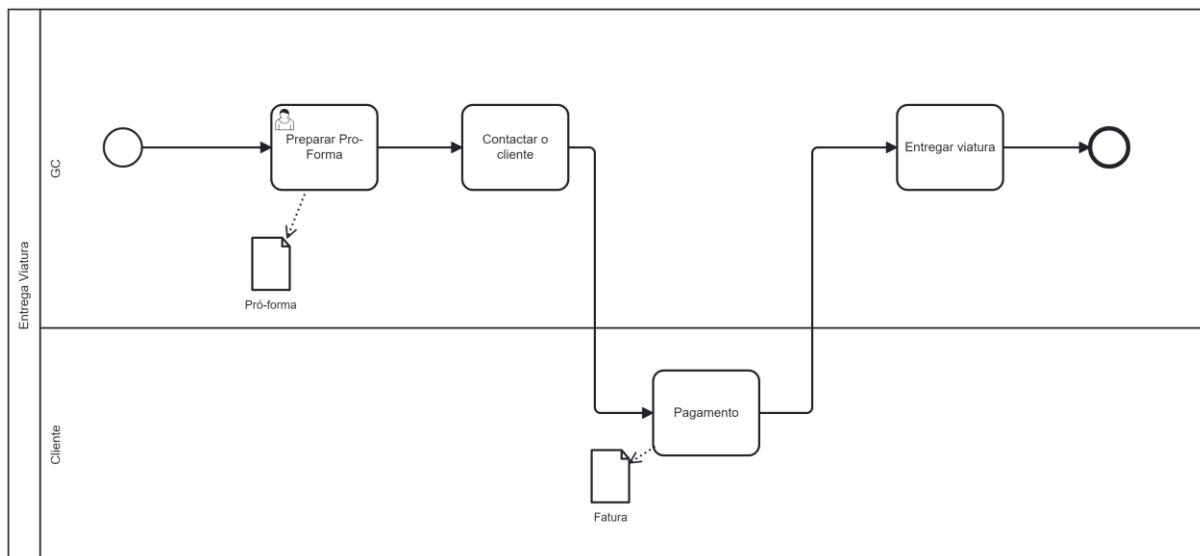 Entrega Viatura
GC
Preparar Pro-
Forma
Contactar o
cliente
Entregar viatura
Pró-forma
Cliente
Pagamento
Fatura